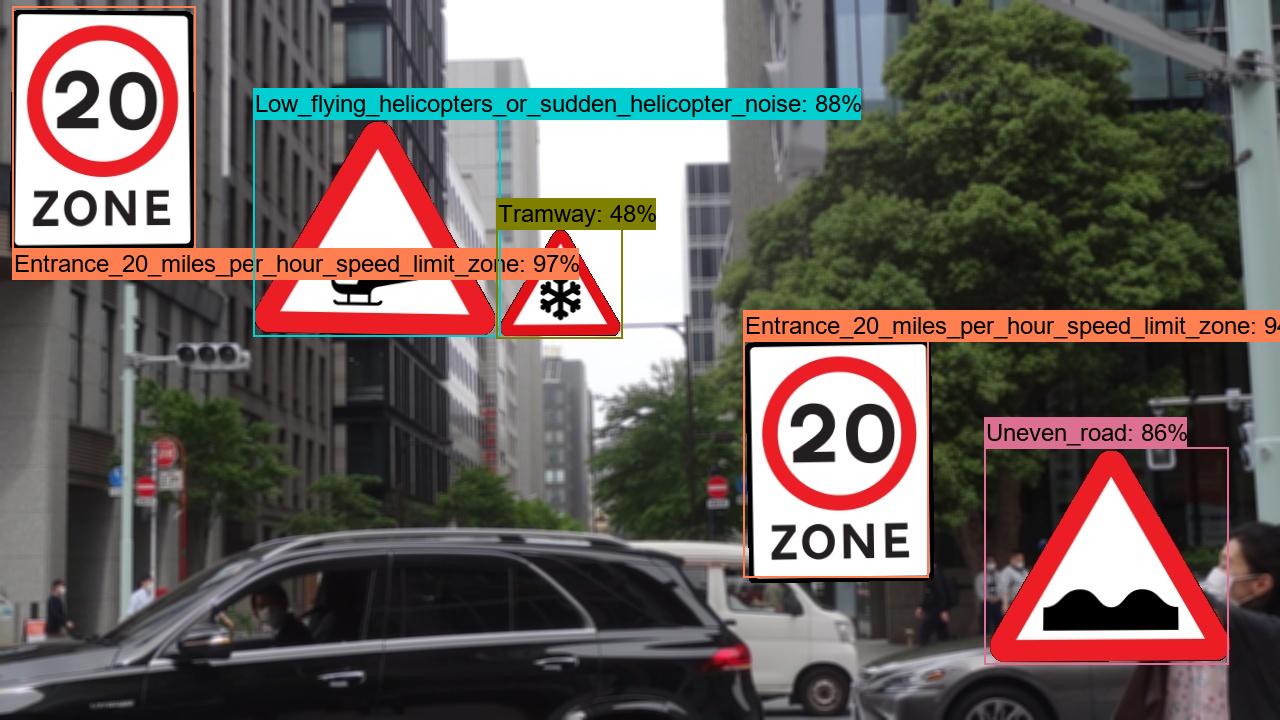 20
ZONE
Low_flying_helicopters_or_sudden_helicopter_noise: 88%
Tramway: 48%
Entrance_20_miles_per_hour_speed_limit_zone: 97%
Entrance_20_miles_per_hour_speed_limit_zone: 9
20
ZONE
Uneven_road: 86%